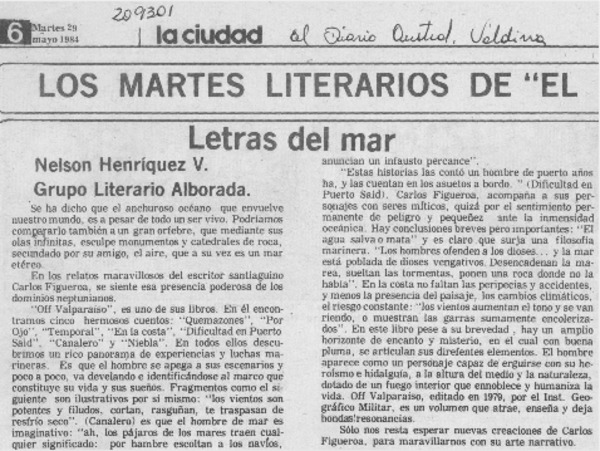 209301
6
Martes 29
mayo 1984
la ciudad
el Diario Austral, Valdivia
LOS MARTES LITERARIOS DE "EL
Letras del mar
Nelson Henríquez V.
Grupo Literario Alborada.
Se ha dicho que el anchuroso océano que envuelve
nuestro mundo, es a pesar de todo un ser vivo. Podríamos
compararlo también a un gran orfebre, que mediante sus
olas infinitas, esculpe monumentos y catedrales de roca,
secundado por su amigo, el aire, que a su vez es un mar
etéreo.
En los relatos maravillosos del escritor santiaguino
Carlos Figueroa, se siente esa presencia poderosa de los
dominios neptunianos.
"Off Valparaíso", es uno de sus libros. En él encon-
tramos cinco hermosos cuentos: "Quemazones", "Por
Ojo", "Temporal", "En la costa", "Dificultad en Puerto
Said", "Canalero" y "Niebla". En todos ellos descu-
brimos un rico panorama de experiencias y luchas ma-
rineras. Es que el hombre se apega a sus escenarios y
poco a poco, va develando e identificándose al marco que
constituye su vida y sus sueños. Fragmentos como el si-
guiente son ilustrativos por sí mismo: "los vientos son
potentes y filudos, cortan, rasguñan, te traspasan de
resfrío seco". (Canalero) es que el hombre de mar es
imaginativo: "ah, los pájaros de los mares traen cual-
quier significado: por hambre escoltan a los navíos,
anuncian un infausto percance".
"Estas historias las contó un hombre de puerto años
ha, y las cuentan en los asuetos a bordo. " (Dificultad en
Puerto Said). Carlos Figueroa, acompaña a sus per-
sonajes con seres míticos, quizá por el sentimiento per-
manente de peligro y pequeñez ante la inmensidad
oceánica. Hay conclusiones breves pero importantes: "El
agua salva o mata" y es claro que surja una filosofía
marinera. "Los hombres ofenden a los dioses... y la mar
está poblada de dioses vengativos. Desencadenan la ma-
rea, sueltan las tormentas, ponen una roca donde no la
había". En la costa no faltan las peripecias y accidentes,
y menos la presencia del paisaje, los cambios climáticos,
el riesgo constante: "los vientos aumentan el tono y se van
riendo, o muestran las garras sumamente encoleriza-
dos". En este libro pese a su brevedad , hay un amplio
horizonte de encanto y misterio, en el cual con buena
pluma, se articulan sus direfentes elementos. El hombre
aparece como un personaje capaz de erguirse con su he-
roísmo e hidalguía, a la altura del medio y la naturaleza,
dotado de un fuego interior que ennoblece y humaniza la
vida. Off Valparaíso, editado en 1979, por el Inst. Geo-
gráfico Militar, es un volumen que atrae, enseña y deja
hondas resonancias.
Sólo nos resta esperar nuevas creaciones de Carlos
Figueroa, para maravillarnos con su arte narrativo.